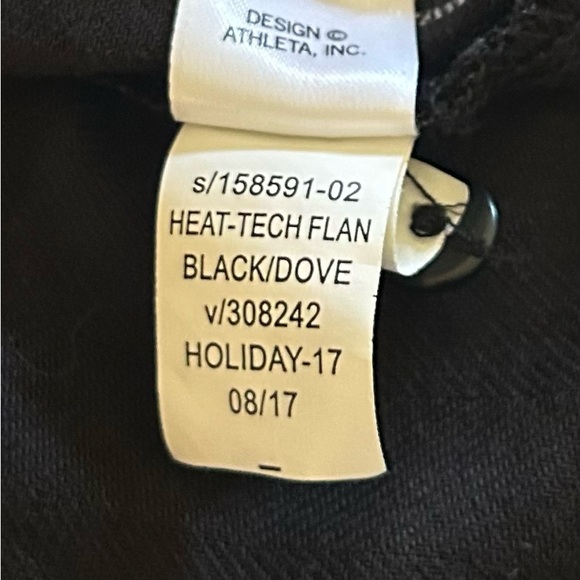 DESIGN ©
ATHLETA, INC.
s/158591-02
HEAT-TECH FLAN
BLACK/DOVE
v/308242
HOLIDAY-17
08/17